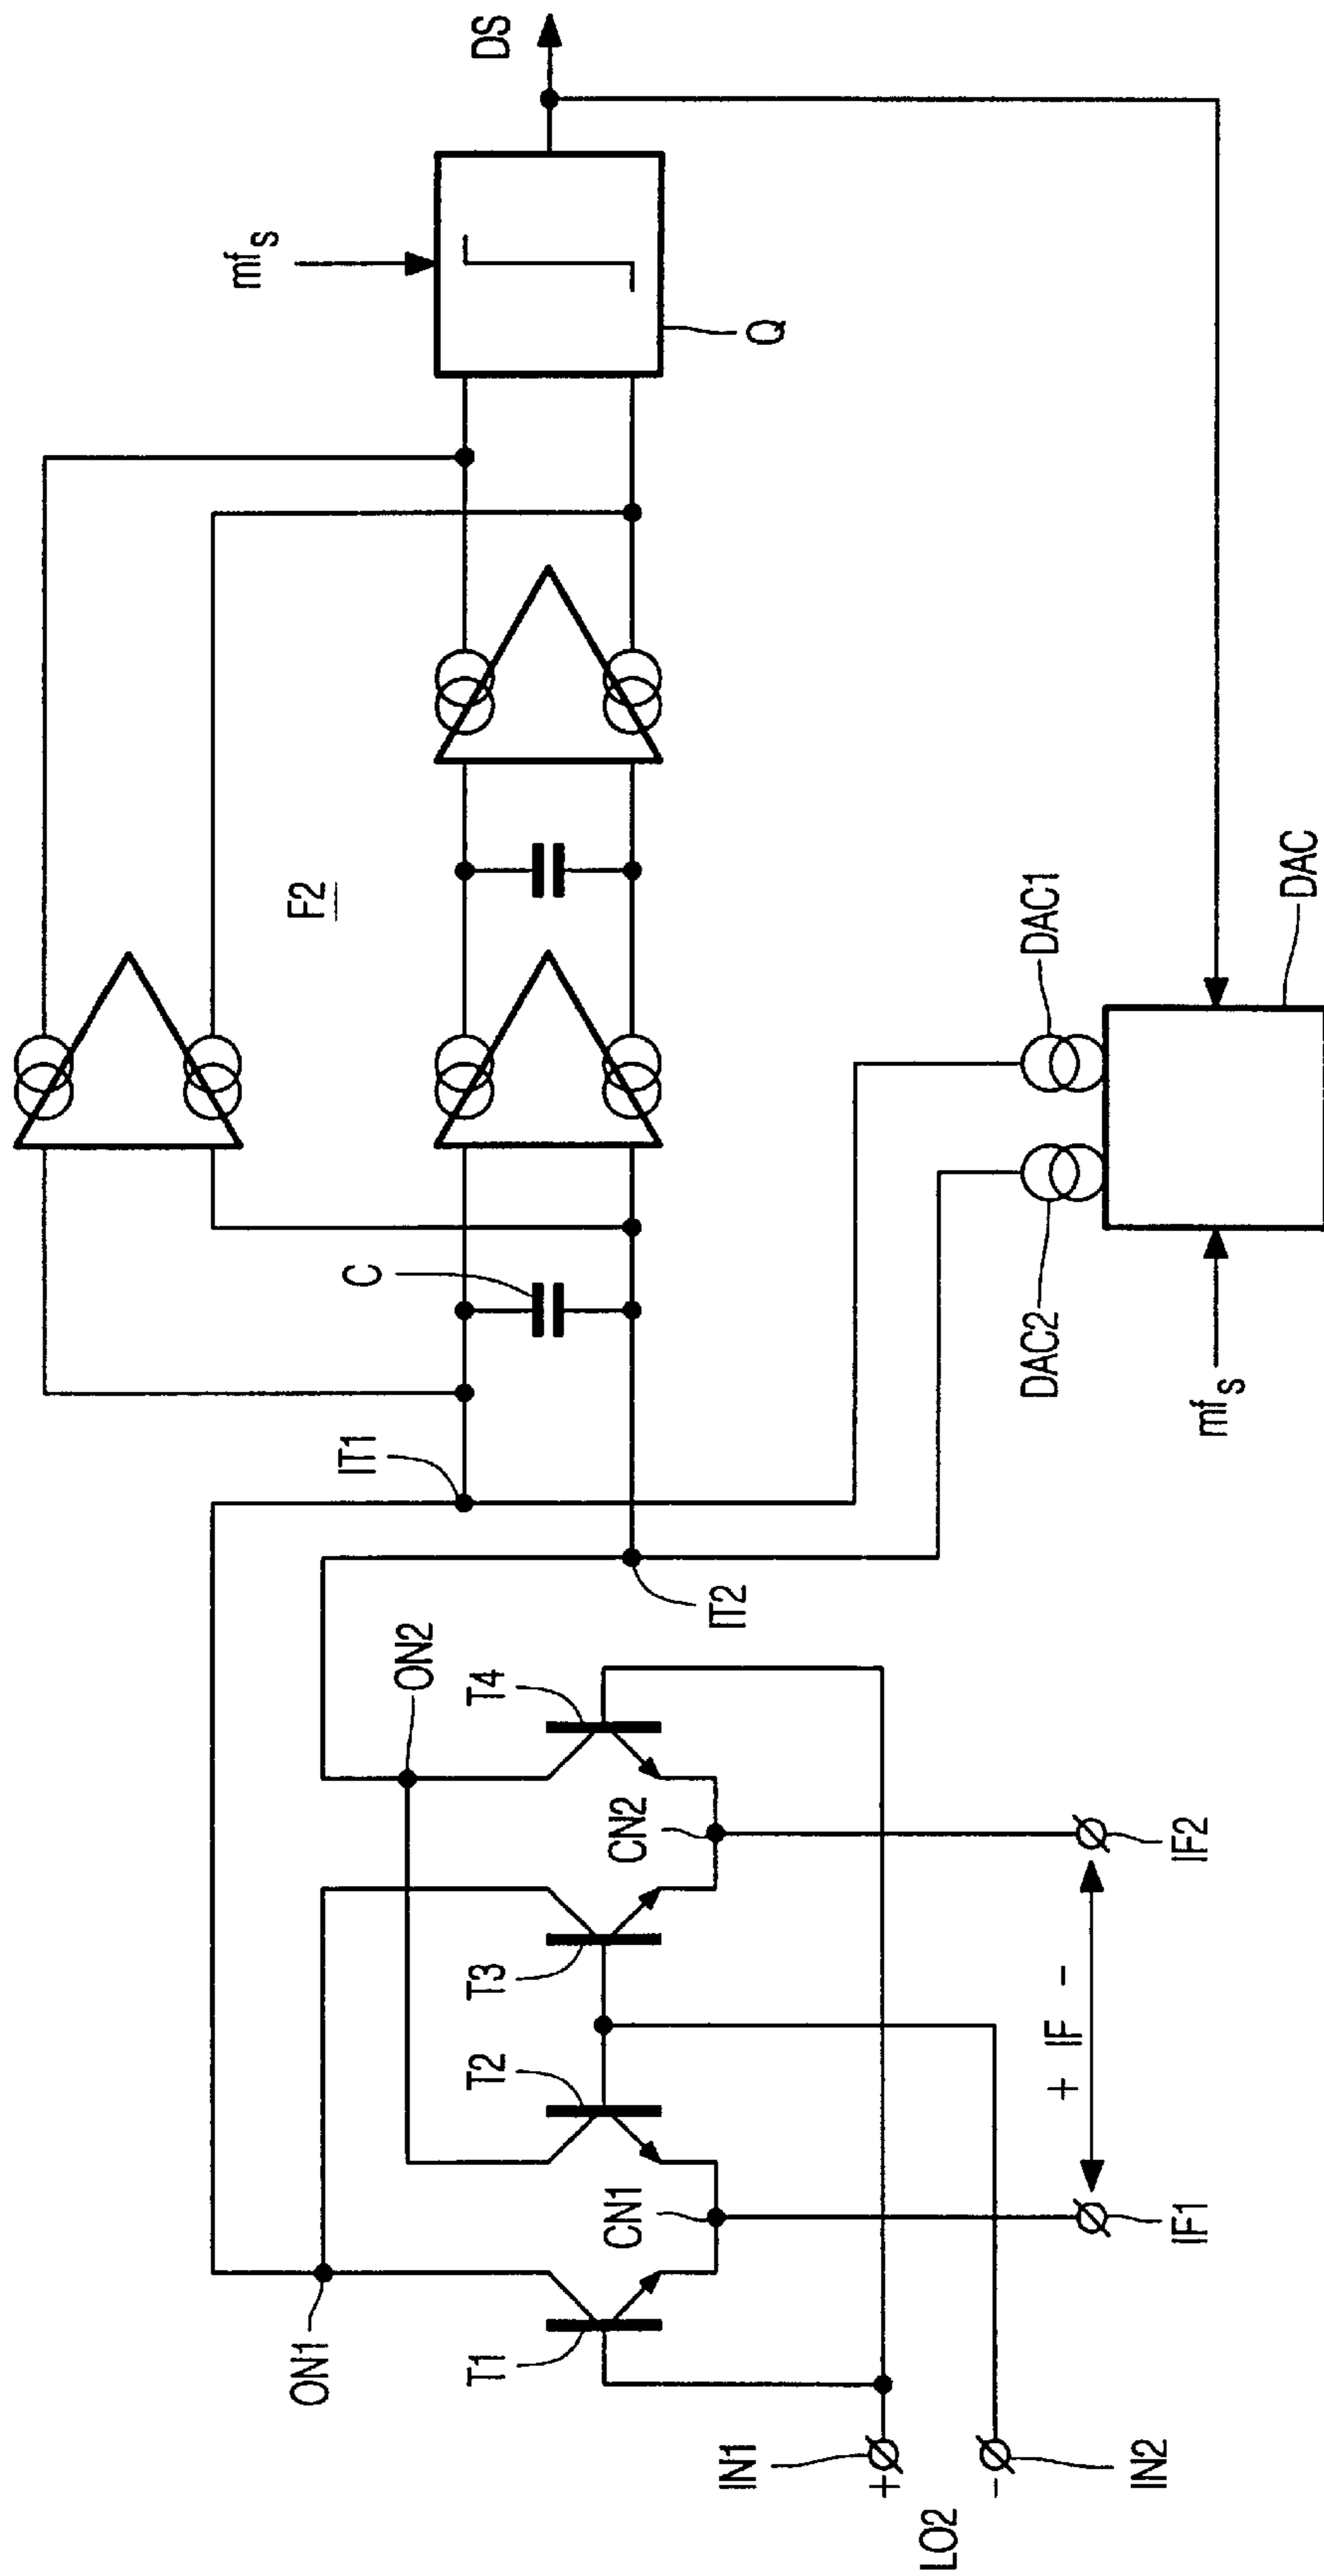 DS
mf_s
Q
F2
C
IT1
IT2
DAC1
DAC2
DAC
mf_s
ON2
T4
CN2
T3
T2
CN1
T1
ON1
IN1
+
LO2
-
IN2
IF1
+ IF -
IF2